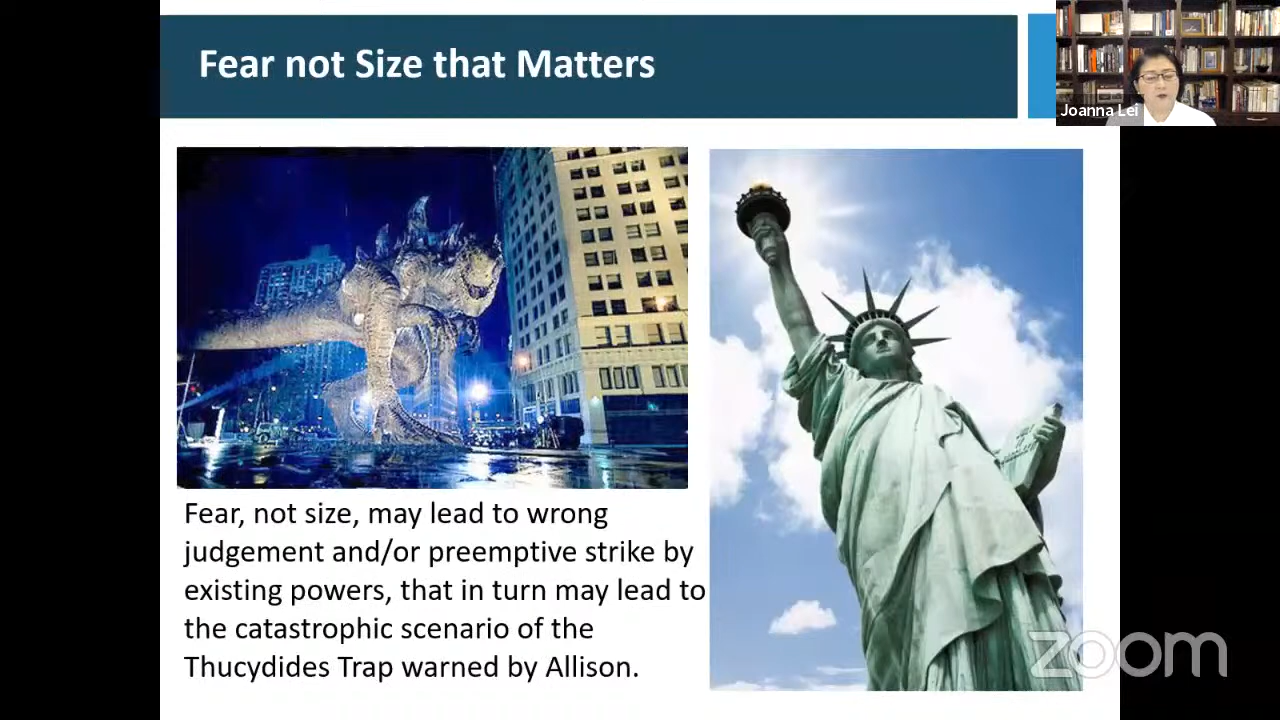 Fear not Size that Matters
Joanna Lei
Fear, not size, may lead to wrong
judgement and/or preemptive strike by
existing powers, that in turn may lead to
the catastrophic scenario of the
Thucydides Trap warned by Allison.
zoom